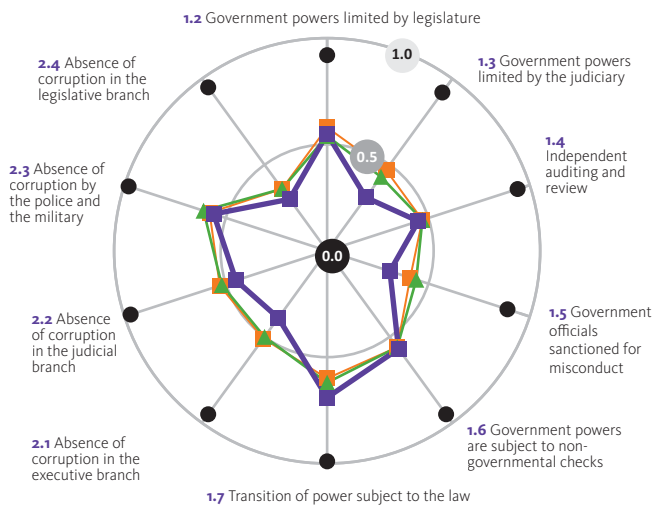 1.2 Government powers limited by legislature
1.0
1.3 Government powers
limited by the judiciary
1.4
Independent
auditing and
review
0.5
0.0
1.5 Government
officials
sanctioned for
misconduct
1.6 Government powers
are subject to non-
governmental checks
1.7 Transition of power subject to the law
2.1 Absence of
corruption in the
executive branch
2.2 Absence
of corruption
in the judicial
branch
2.3 Absence of
corruption by
the police and
the military
2.4 Absence of
corruption in the
legislative branch